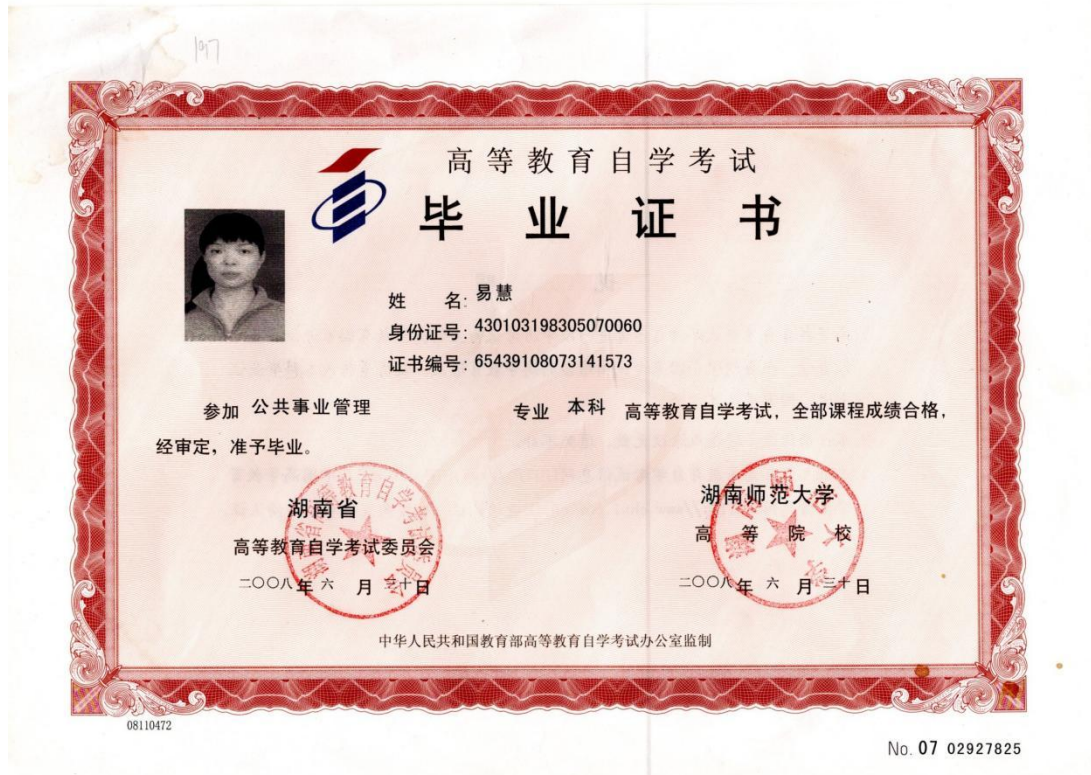 197
高等教育自学考试
毕业证书
姓 名: 易慧
身份证号: 430103198305070060
证书编号: 65439108073141573
参加 公共事业管理 专业 本科 高等教育自学考试，全部课程成绩合格，
经审定，准予毕业。
湖南省
高等教育自学考试委员会
二〇〇八年 六 月 三十日
湖南师范大学
高 等 院 校
二〇〇八年 六 月 三十日
中华人民共和国教育部高等教育自学考试办公室监制
08110472
No. 07 02927825